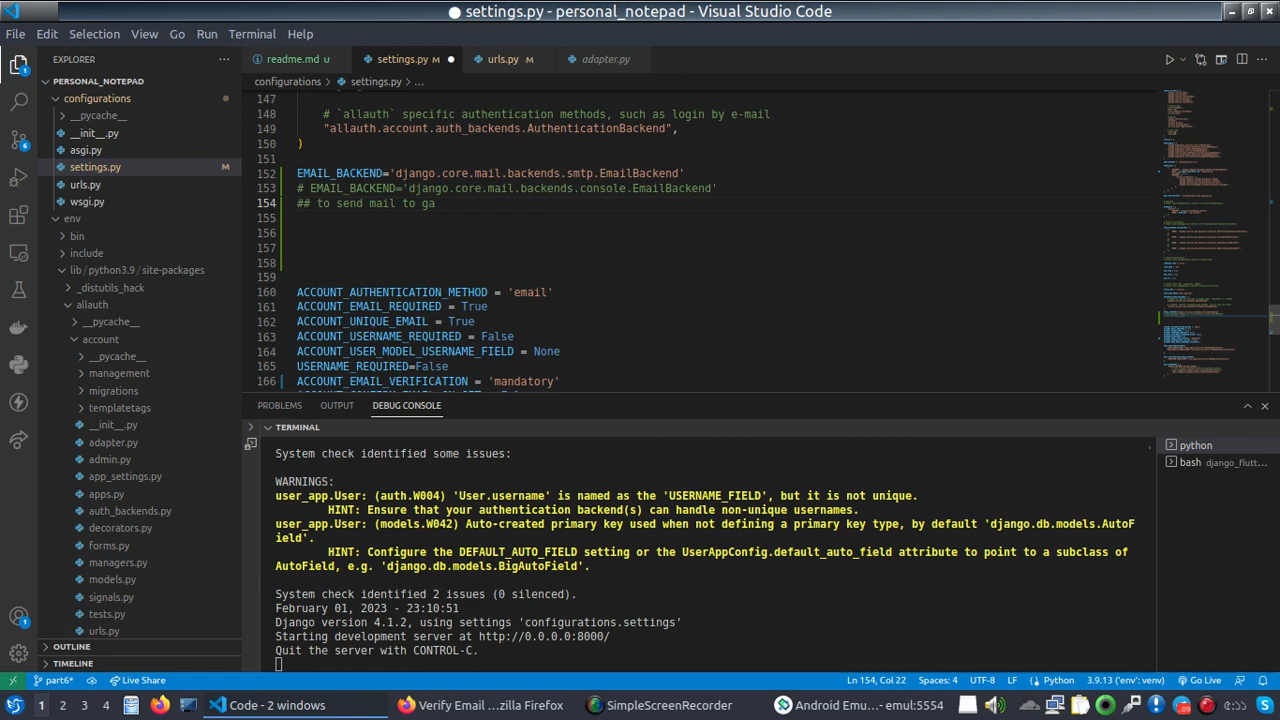 settings.py - personal_notepad - Visual Studio Code
File Edit Selection View Go Run Terminal Help
EXPLORER
readme.md U
settings.py M
urls.py M
adapter.py
PERSONAL_NOTEPAD
configurations
__pycache__
__init__.py
asgi.py
settings.py M
urls.py
wsgi.py
env
bin
include
lib / python3.9 / site-packages
_distutils_hack
allauth
__pycache__
account
__pycache__
management
migrations
templatetags
__init__.py
adapter.py
admin.py
app_settings.py
apps.py
auth_backends.py
decorators.py
forms.py
managers.py
models.py
signals.py
tests.py
urls.py
OUTLINE
TIMELINE
configurations > settings.py > ...
147
148 # `allauth` specific authentication methods, such as login by e-mail
149 "allauth.account.auth_backends.AuthenticationBackend",
150 )
151
152 EMAIL_BACKEND='django.core.mail.backends.smtp.EmailBackend'
153 # EMAIL_BACKEND='django.core.mail.backends.console.EmailBackend'
154 ## to send mail to ga
155
156
157
158
159
160 ACCOUNT_AUTHENTICATION_METHOD = 'email'
161 ACCOUNT_EMAIL_REQUIRED = True
162 ACCOUNT_UNIQUE_EMAIL = True
163 ACCOUNT_USERNAME_REQUIRED = False
164 ACCOUNT_USER_MODEL_USERNAME_FIELD = None
165 USERNAME_REQUIRED=False
166 ACCOUNT_EMAIL_VERIFICATION = 'mandatory'
PROBLEMS OUTPUT DEBUG CONSOLE
TERMINAL
System check identified some issues:
WARNINGS:
user_app.User: (auth.W004) 'User.username' is named as the 'USERNAME_FIELD', but it is not unique.
HINT: Ensure that your authentication backend(s) can handle non-unique usernames.
user_app.User: (models.W042) Auto-created primary key used when not defining a primary key type, by default 'django.db.models.AutoF
ield'.
HINT: Configure the DEFAULT_AUTO_FIELD setting or the UserAppConfig.default_auto_field attribute to point to a subclass of
AutoField, e.g. 'django.db.models.BigAutoField'.
System check identified 2 issues (0 silenced).
February 01, 2023 - 23:10:51
Django version 4.1.2, using settings 'configurations.settings'
Starting development server at http://0.0.0.0:8000/
Quit the server with CONTROL-C.
python
bash django_flutt...
part6* Live Share Ln 154, Col 22 Spaces: 4 UTF-8 LF Python 3.9.13 ('env': venv) Go Live
1 2 3 4 Code - 2 windows Verify Email ...zilla Firefox SimpleScreenRecorder Android Emu... - emul:5554